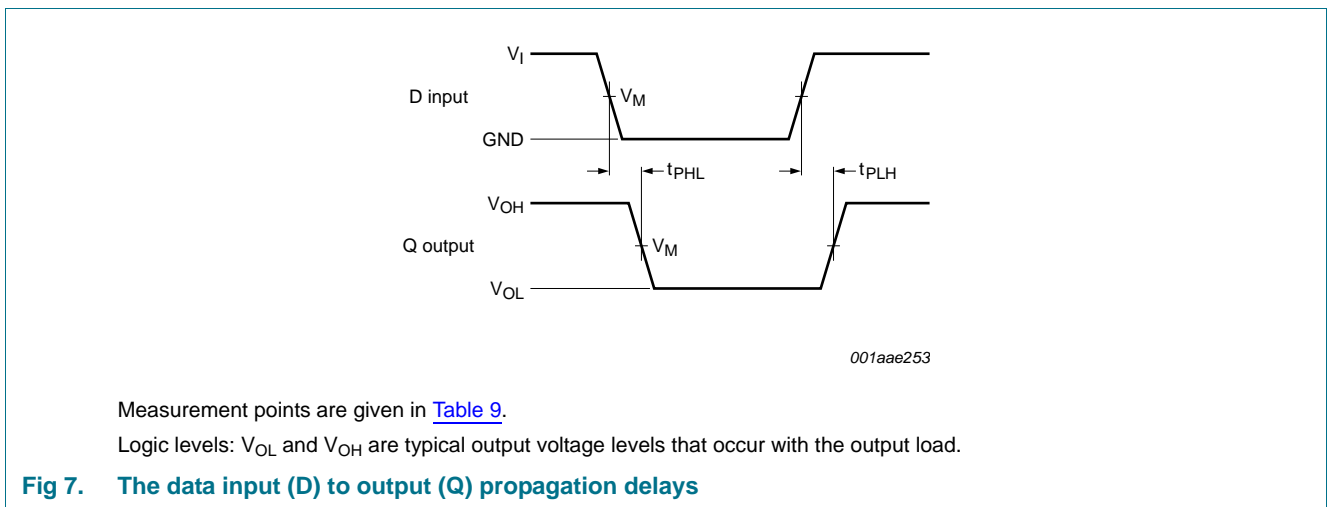 V_I
D input
V_M
GND
t_PHL
t_PLH
V_OH
Q output
V_M
V_OL
001aae253
Measurement points are given in Table 9.
Logic levels: V_OL and V_OH are typical output voltage levels that occur with the output load.
Fig 7. The data input (D) to output (Q) propagation delays